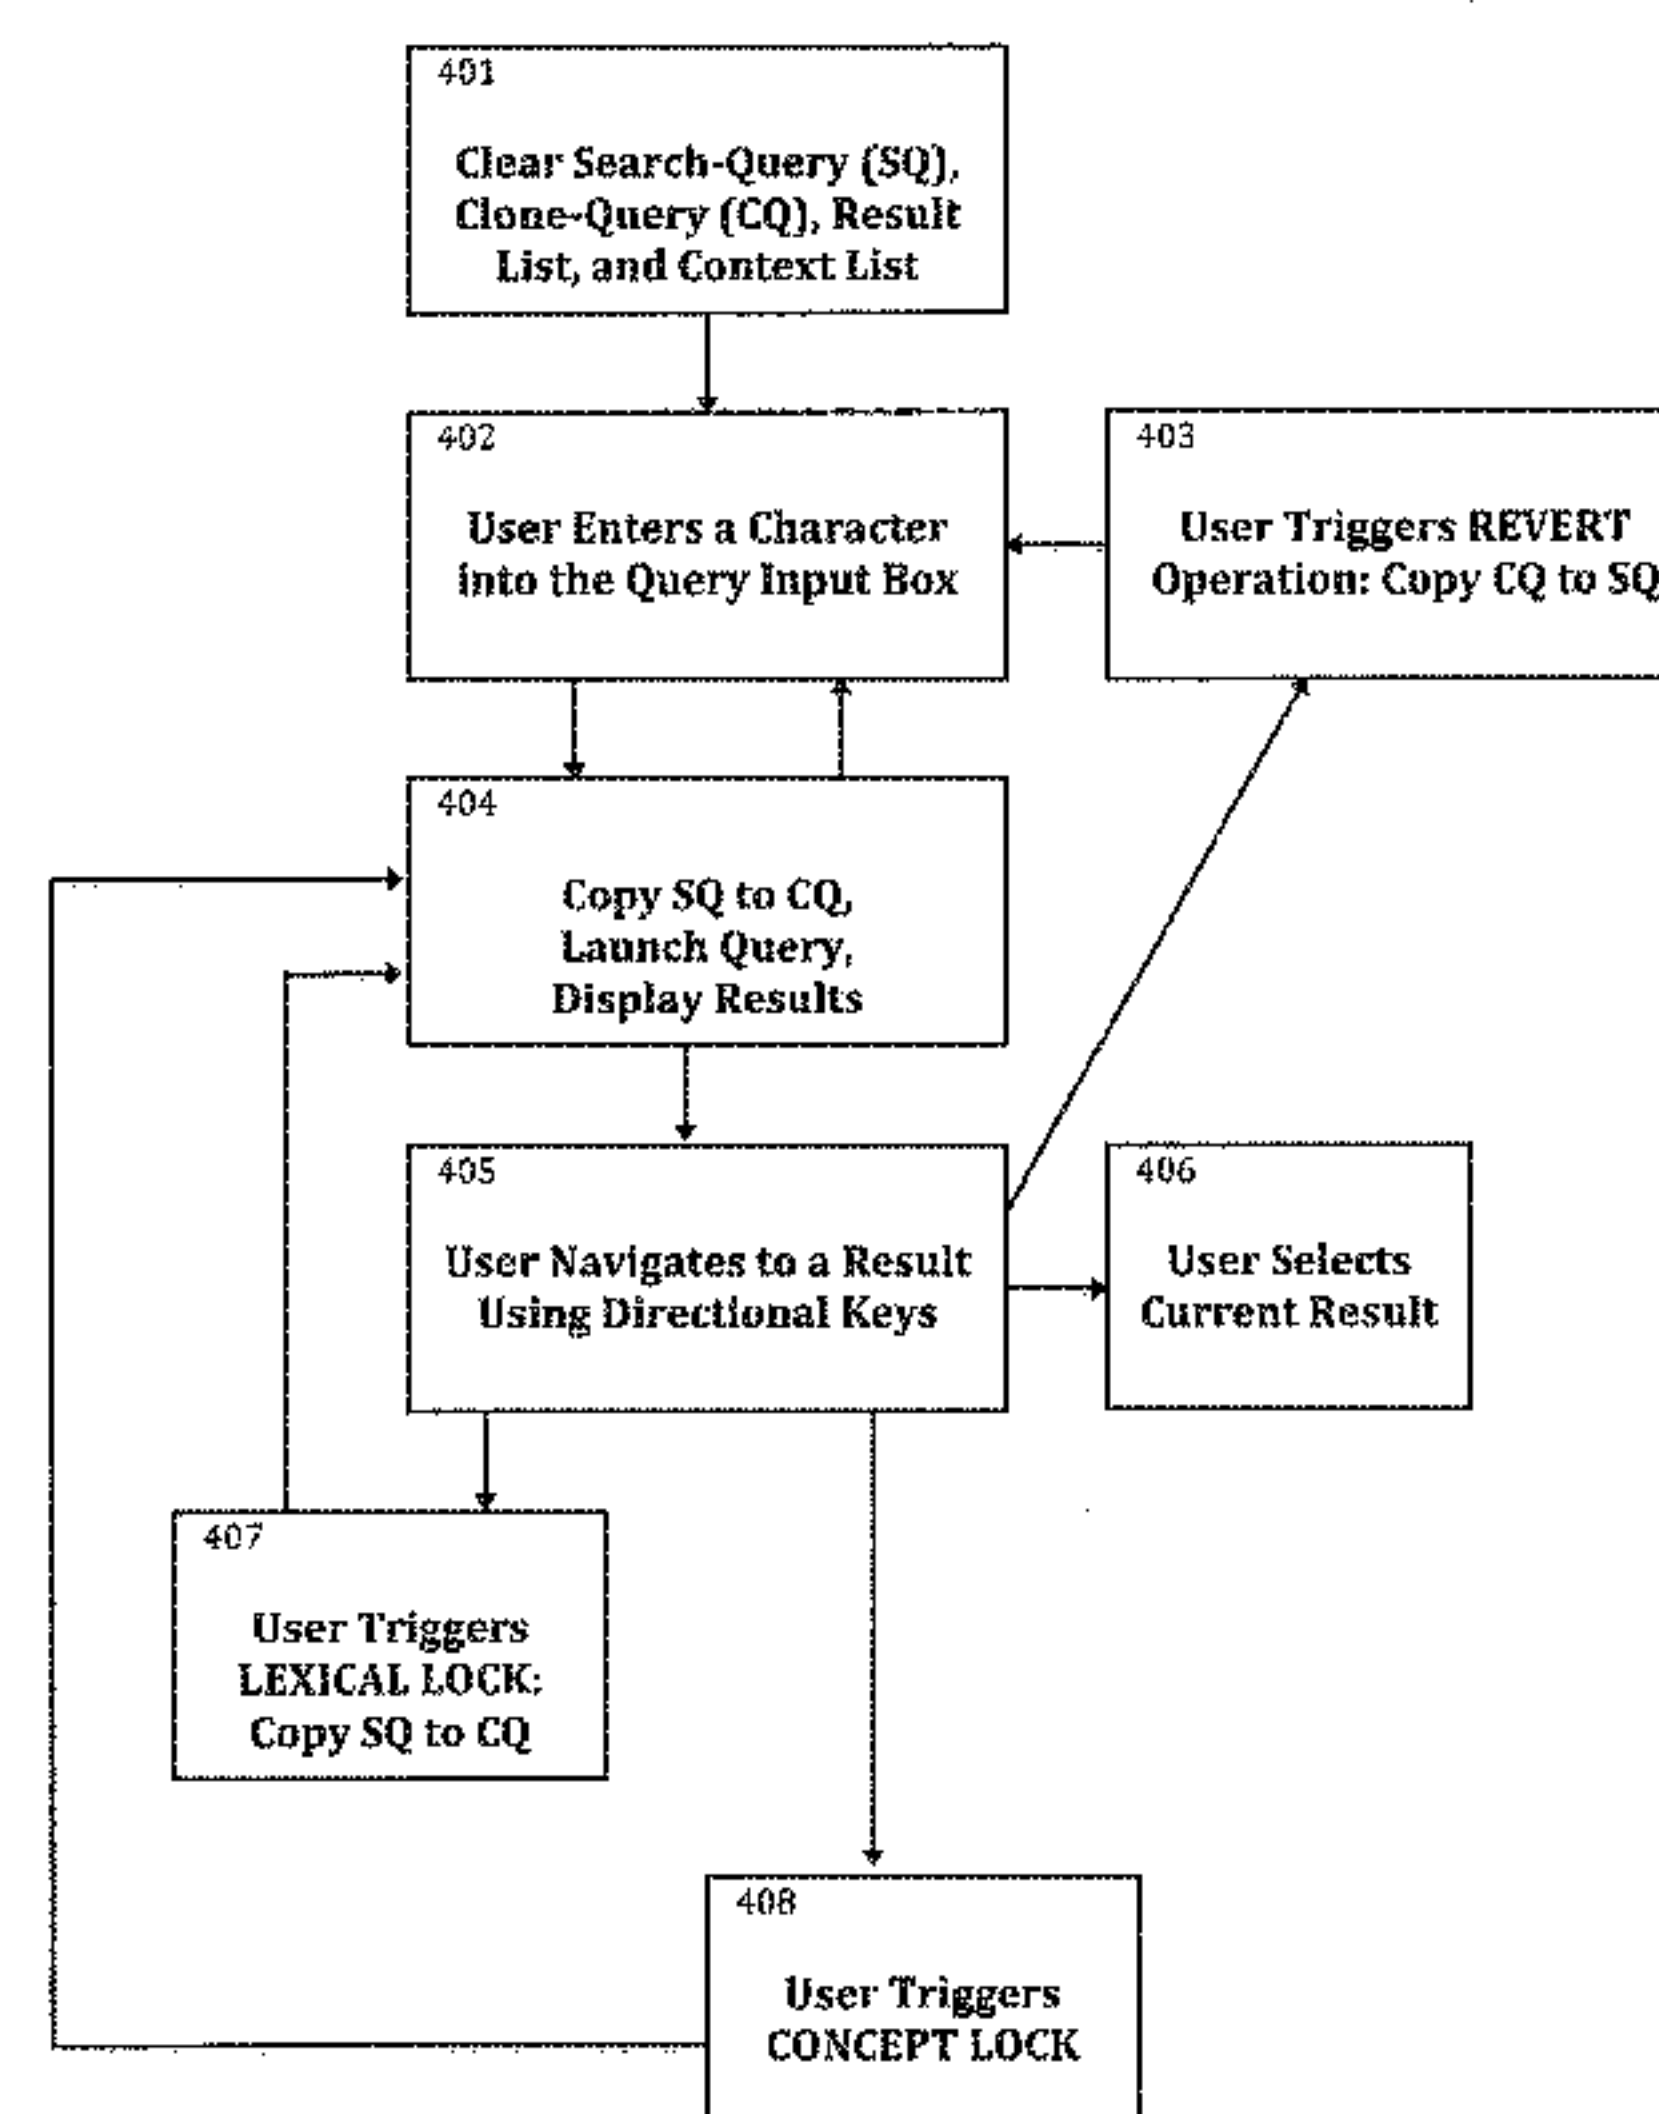 401
Clear Search-Query (SQ),
Clone-Query (CQ), Result
List, and Context List
402
User Enters a Character
into the Query Input Box
403
User Triggers REVERT
Operation: Copy CQ to SQ
404
Copy SQ to CQ,
Launch Query,
Display Results
405
User Navigates to a Result
Using Directional Keys
406
User Selects
Current Result
407
User Triggers
LEXICAL LOCK:
Copy SQ to CQ
408
User Triggers
CONCEPT LOCK